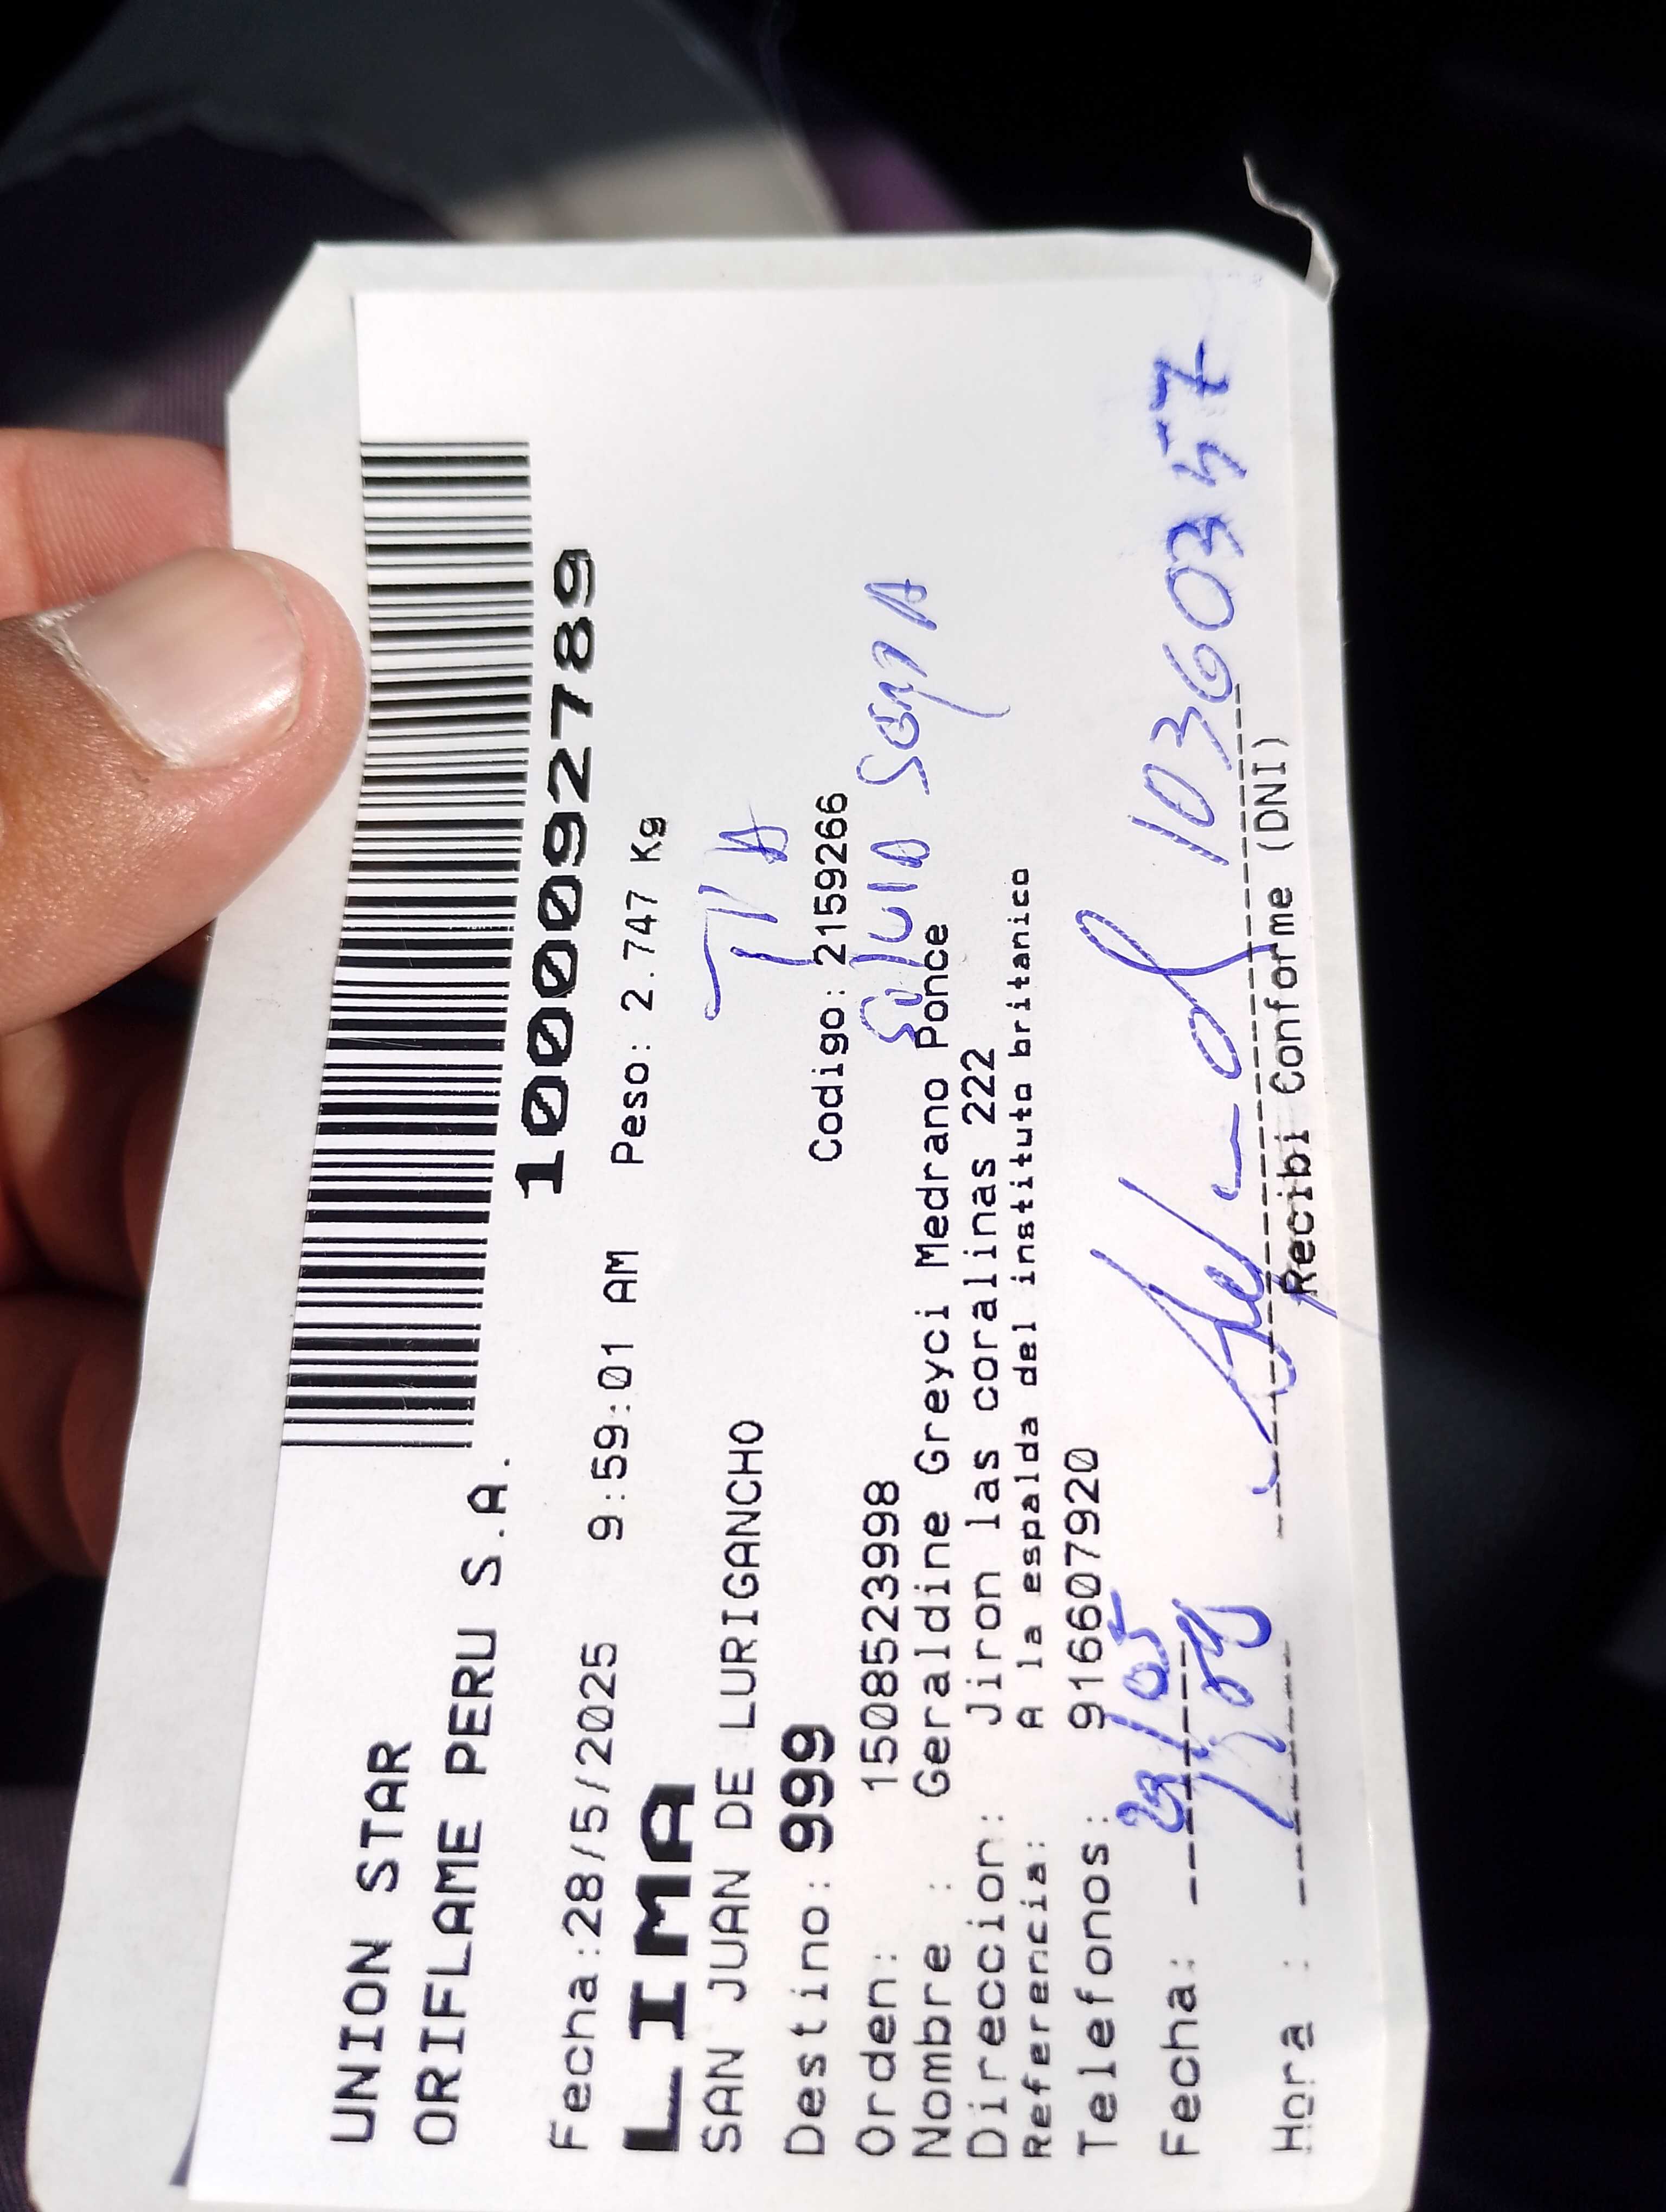 UNION STAR
ORIFLAME PERU S.A.
1000092789
Fecha:28/5/2025 9:59:01 AM Peso: 2.747 Kg
LIMA
SAN JUAN DE LURIGANCHO
TIA
Destino: 999 Codigo: 2159266
Orden: 1508523998
Nombre : Geraldine Greyci Medrano Ponce
Direccion: Jiron las coralinas 222
Referencia: A la espalda del instituto britanico
Telefonos: 916607920
Fecha: /05 10360357
Hora :
Recibi Conforme (DNI)